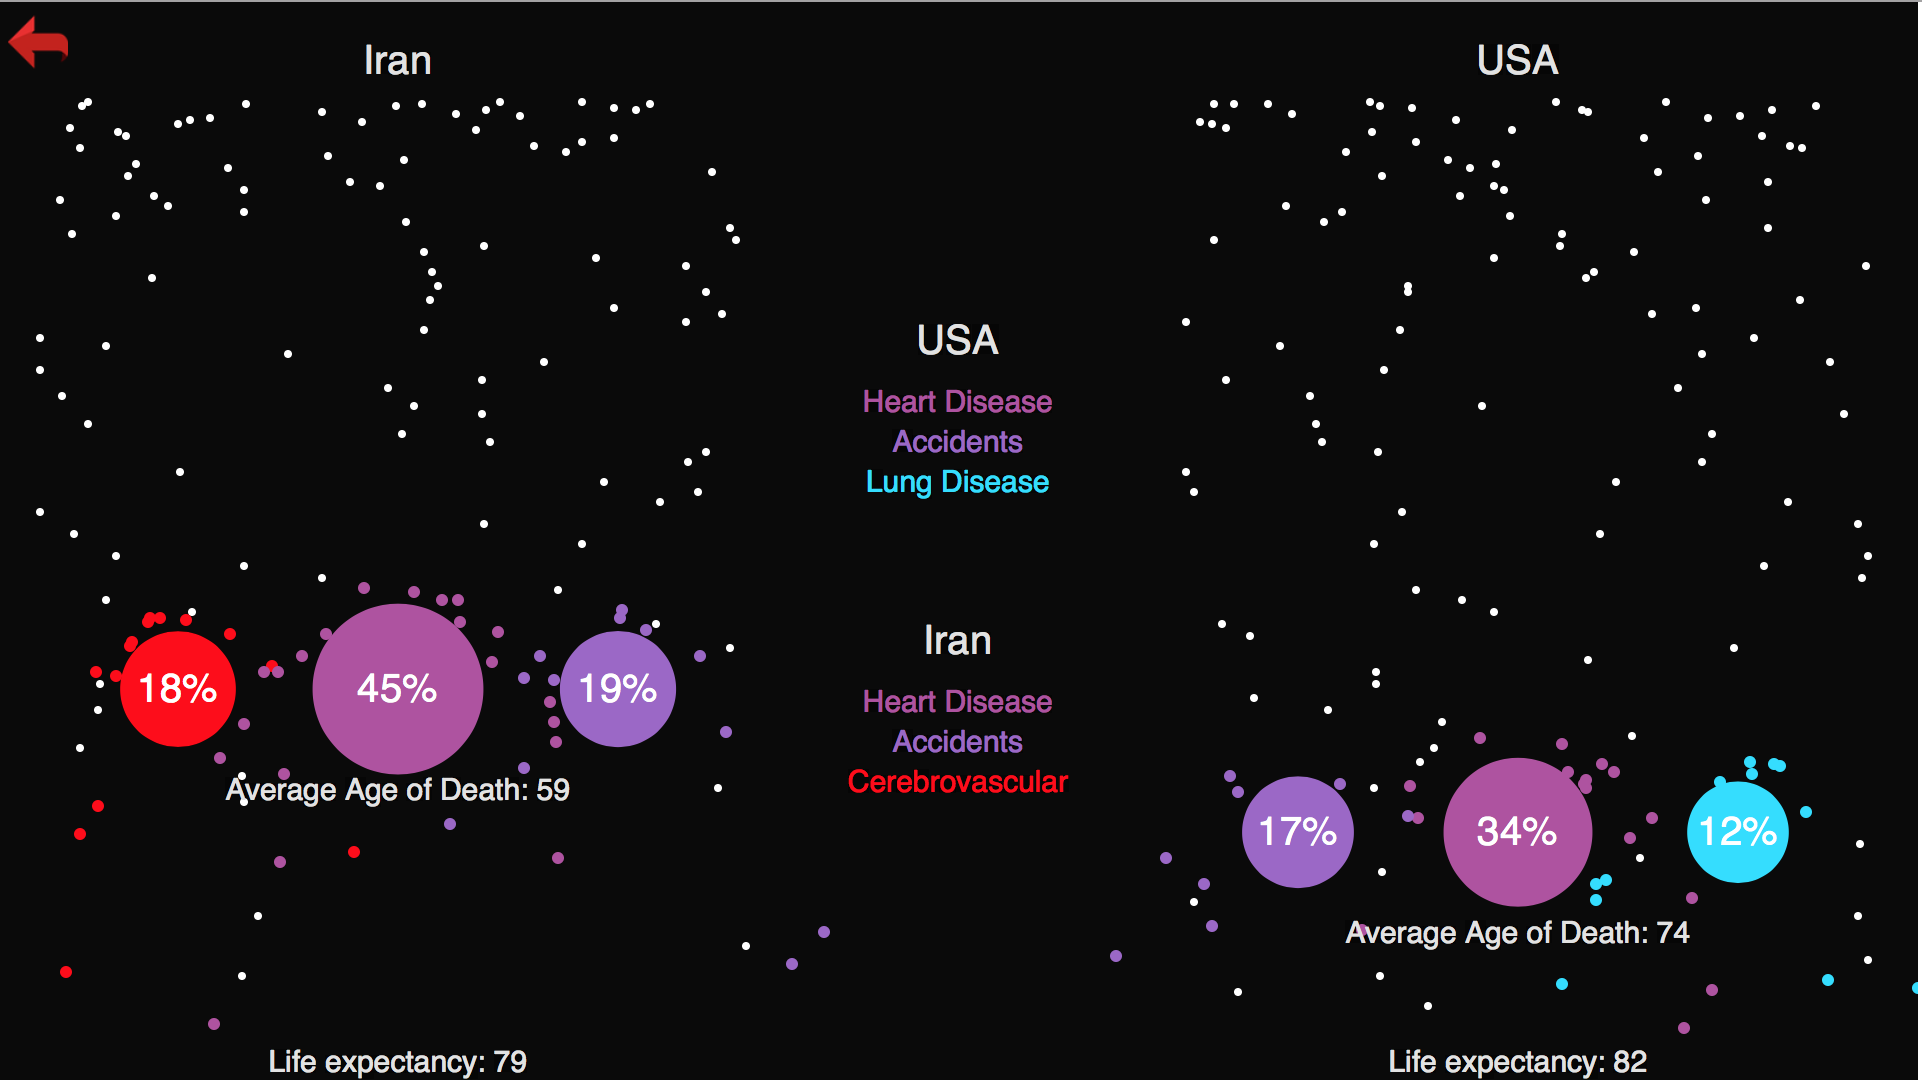 Iran
USA
USA
Heart Disease
Accidents
Lung Disease
Iran
Heart Disease
Accidents
Cerebrovascular
18%
45%
19%
Average Age of Death: 59
17%
34%
12%
Average Age of Death: 74
Life expectancy: 79
Life expectancy: 82